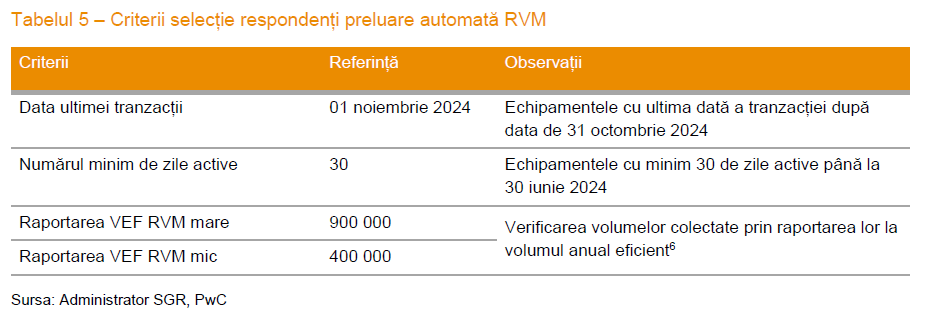 Tabelul 5 – Criterii selecție respondenți preluare automată RVM
Criterii Referință Observații
Data ultimei tranzacții 01 noiembrie 2024 Echipamentele cu ultima dată a tranzacției după
data de 31 octombrie 2024
Numărul minim de zile active 30 Echipamentele cu minim 30 de zile active până la
30 iunie 2024
Raportarea VEF RVM mare 900 000 Verificarea volumelor colectate prin raportarea lor la
volumul anual eficient⁶
Raportarea VEF RVM mic 400 000
Sursa: Administrator SGR, PwC